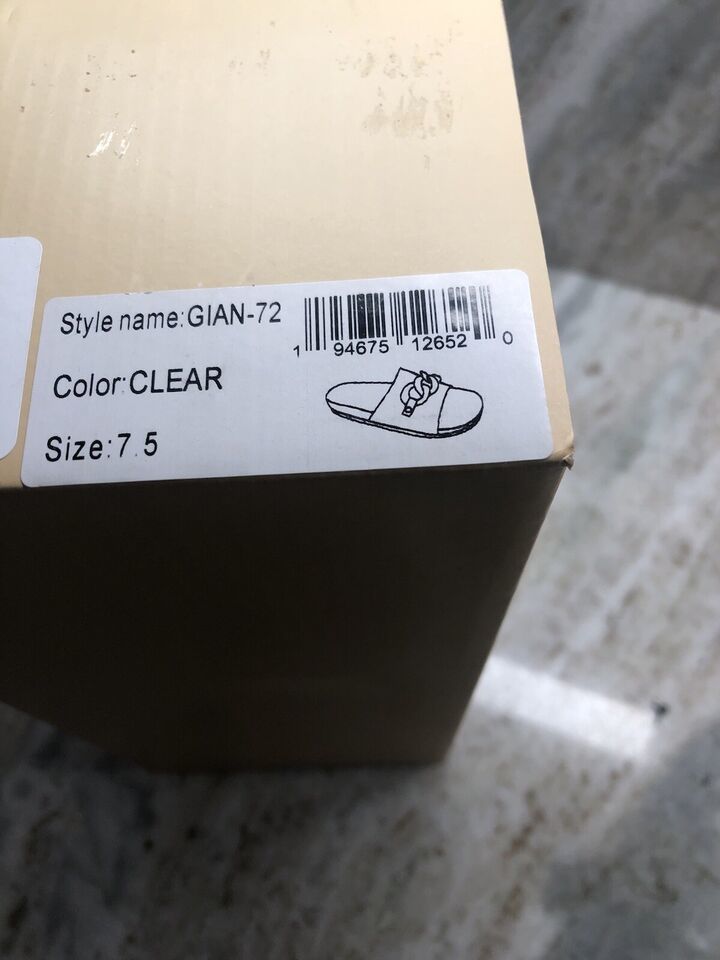 Style name:GIAN-72
1 94675 12652 0
Color:CLEAR
Size:7.5